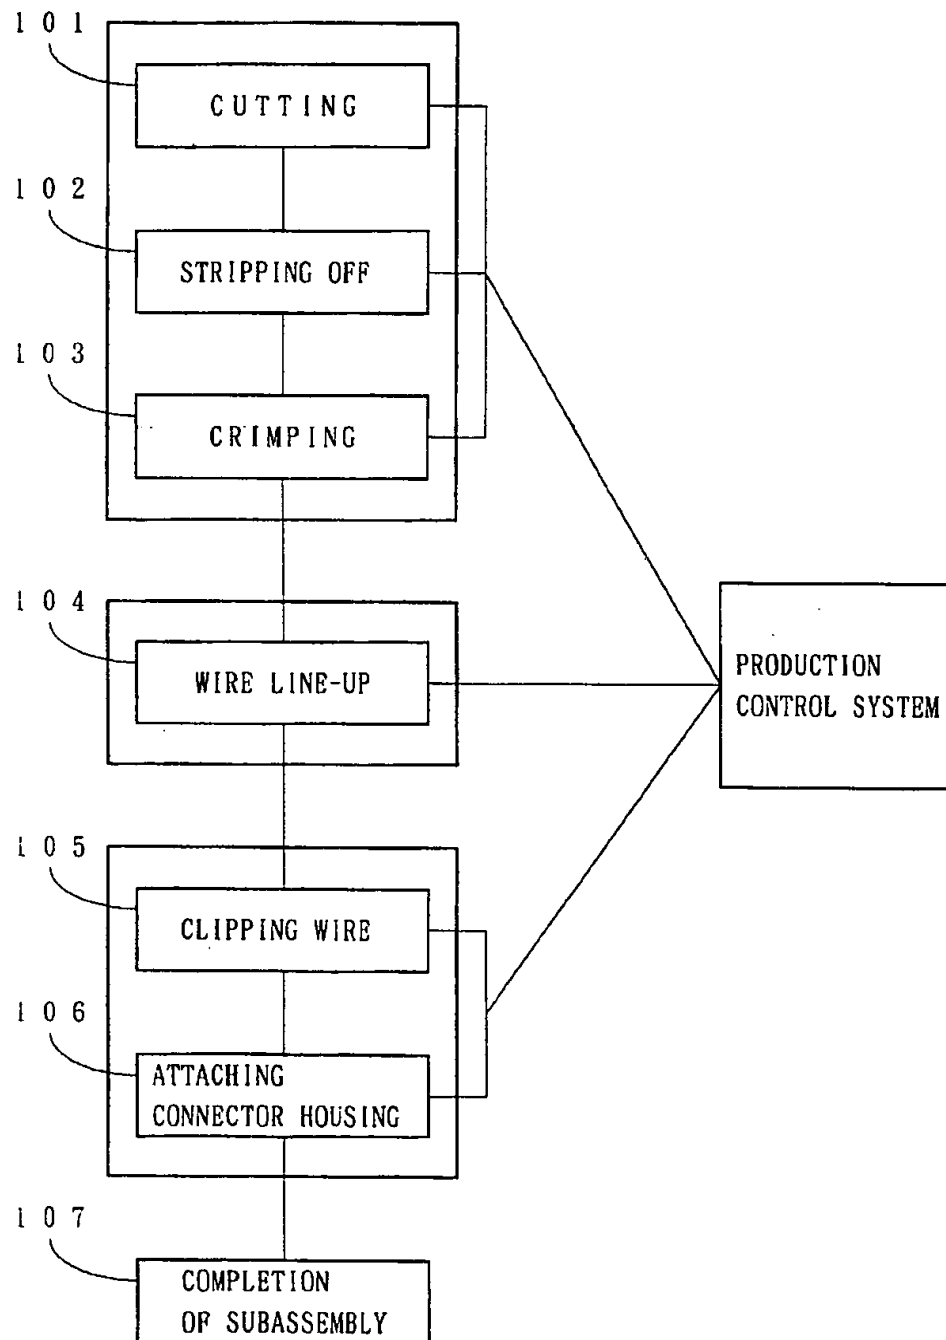 101
CUTTING
102
STRIPPING OFF
103
CRIMPING
104
WIRE LINE-UP
PRODUCTION
CONTROL SYSTEM
105
CLIPPING WIRE
106
ATTACHING
CONNECTOR HOUSING
107
COMPLETION
OF SUBASSEMBLY